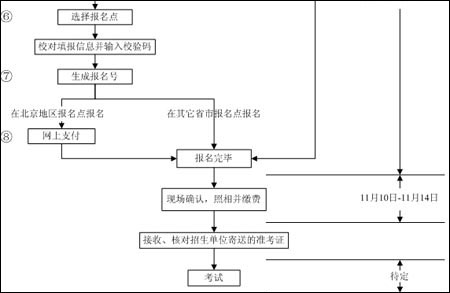 ⑥ 选择报名点
校对填报信息并输入校验码
⑦ 生成报名号
在北京地区报名点报名 在其它省市报名点报名
⑧ 网上支付
报名完毕
现场确认，照相并缴费 11月10日-11月14日
接收、核对招生单位寄送的准考证
考试 待定